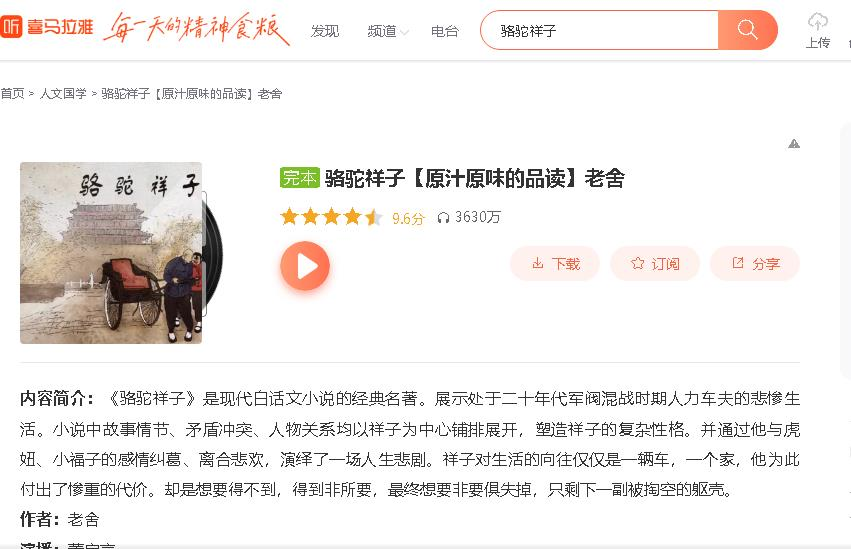 听 喜马拉雅 每一天的精神食粮 发现 频道 电台 骆驼祥子 上传
首页 > 人文国学 > 骆驼祥子【原汁原味的品读】老舍
骆驼祥子
完本 骆驼祥子【原汁原味的品读】老舍
9.6分 3630万
下载 订阅 分享
内容简介：《骆驼祥子》是现代白话文小说的经典名著。展示处于二十年代军阀混战时期人力车夫的悲惨生
活。小说中故事情节、矛盾冲突、人物关系均以祥子为中心铺排展开，塑造祥子的复杂性格。并通过他与虎
妞、小福子的感情纠葛、离合悲欢，演绎了一场人生悲剧。祥子对生活的向往仅仅是一辆车，一个家，他为此
付出了惨重的代价。却是想要得不到，得到非所要，最终想要非要俱失掉，只剩下一副被掏空的躯壳。
作者：老舍